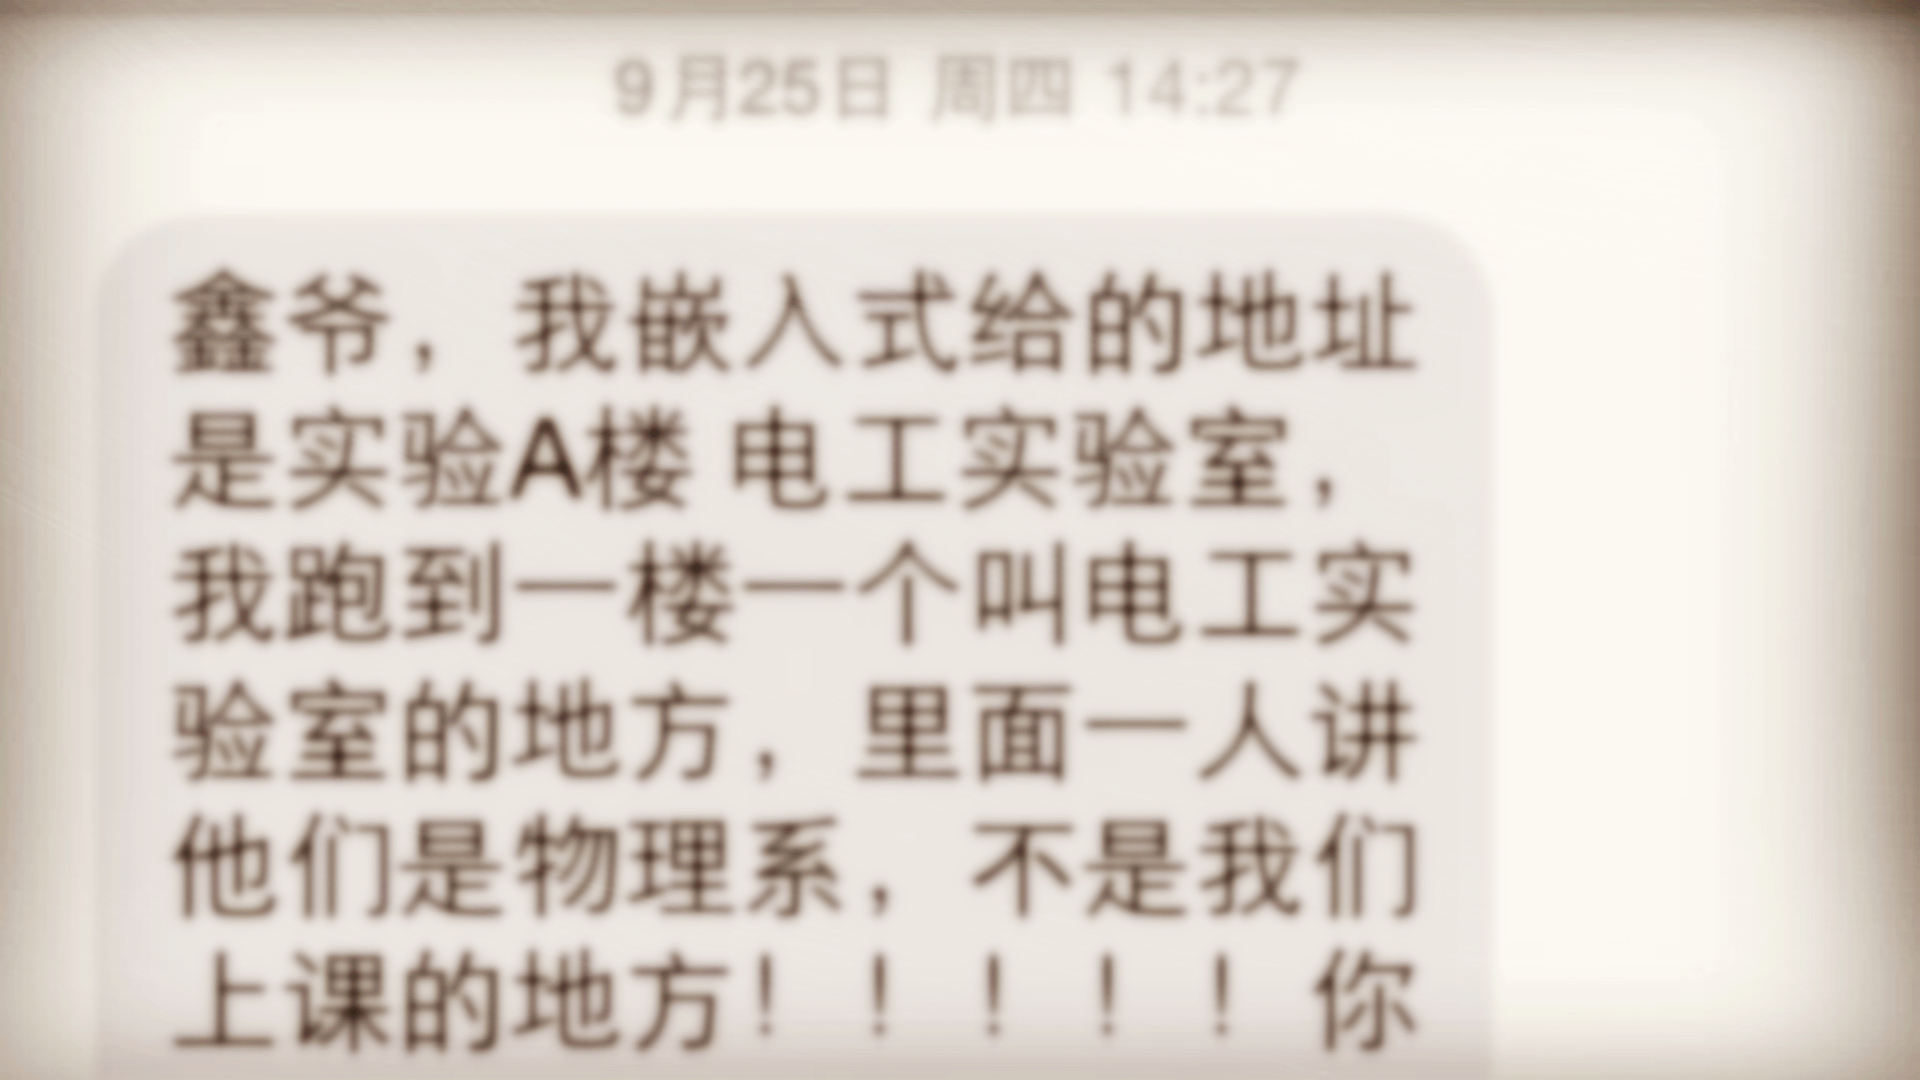 9月25日 周四 14:27
鑫爷，我嵌入式给的地址
是实验A楼 电工实验室，
我跑到一楼一个叫电工实
验室的地方，里面一人讲
他们是物理系，不是我们
上课的地方！！！！！你